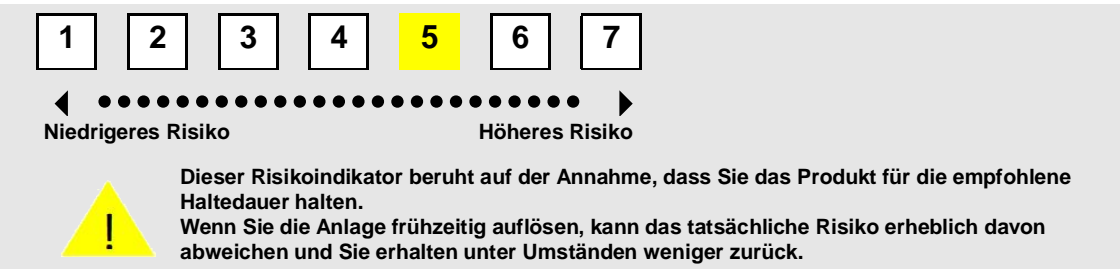 1 2 3 4 5 6 7
Niedrigeres Risiko Höheres Risiko
Dieser Risikoindikator beruht auf der Annahme, dass Sie das Produkt für die empfohlene
Haltedauer halten.
Wenn Sie die Anlage frühzeitig auflösen, kann das tatsächliche Risiko erheblich davon
abweichen und Sie erhalten unter Umständen weniger zurück.
!